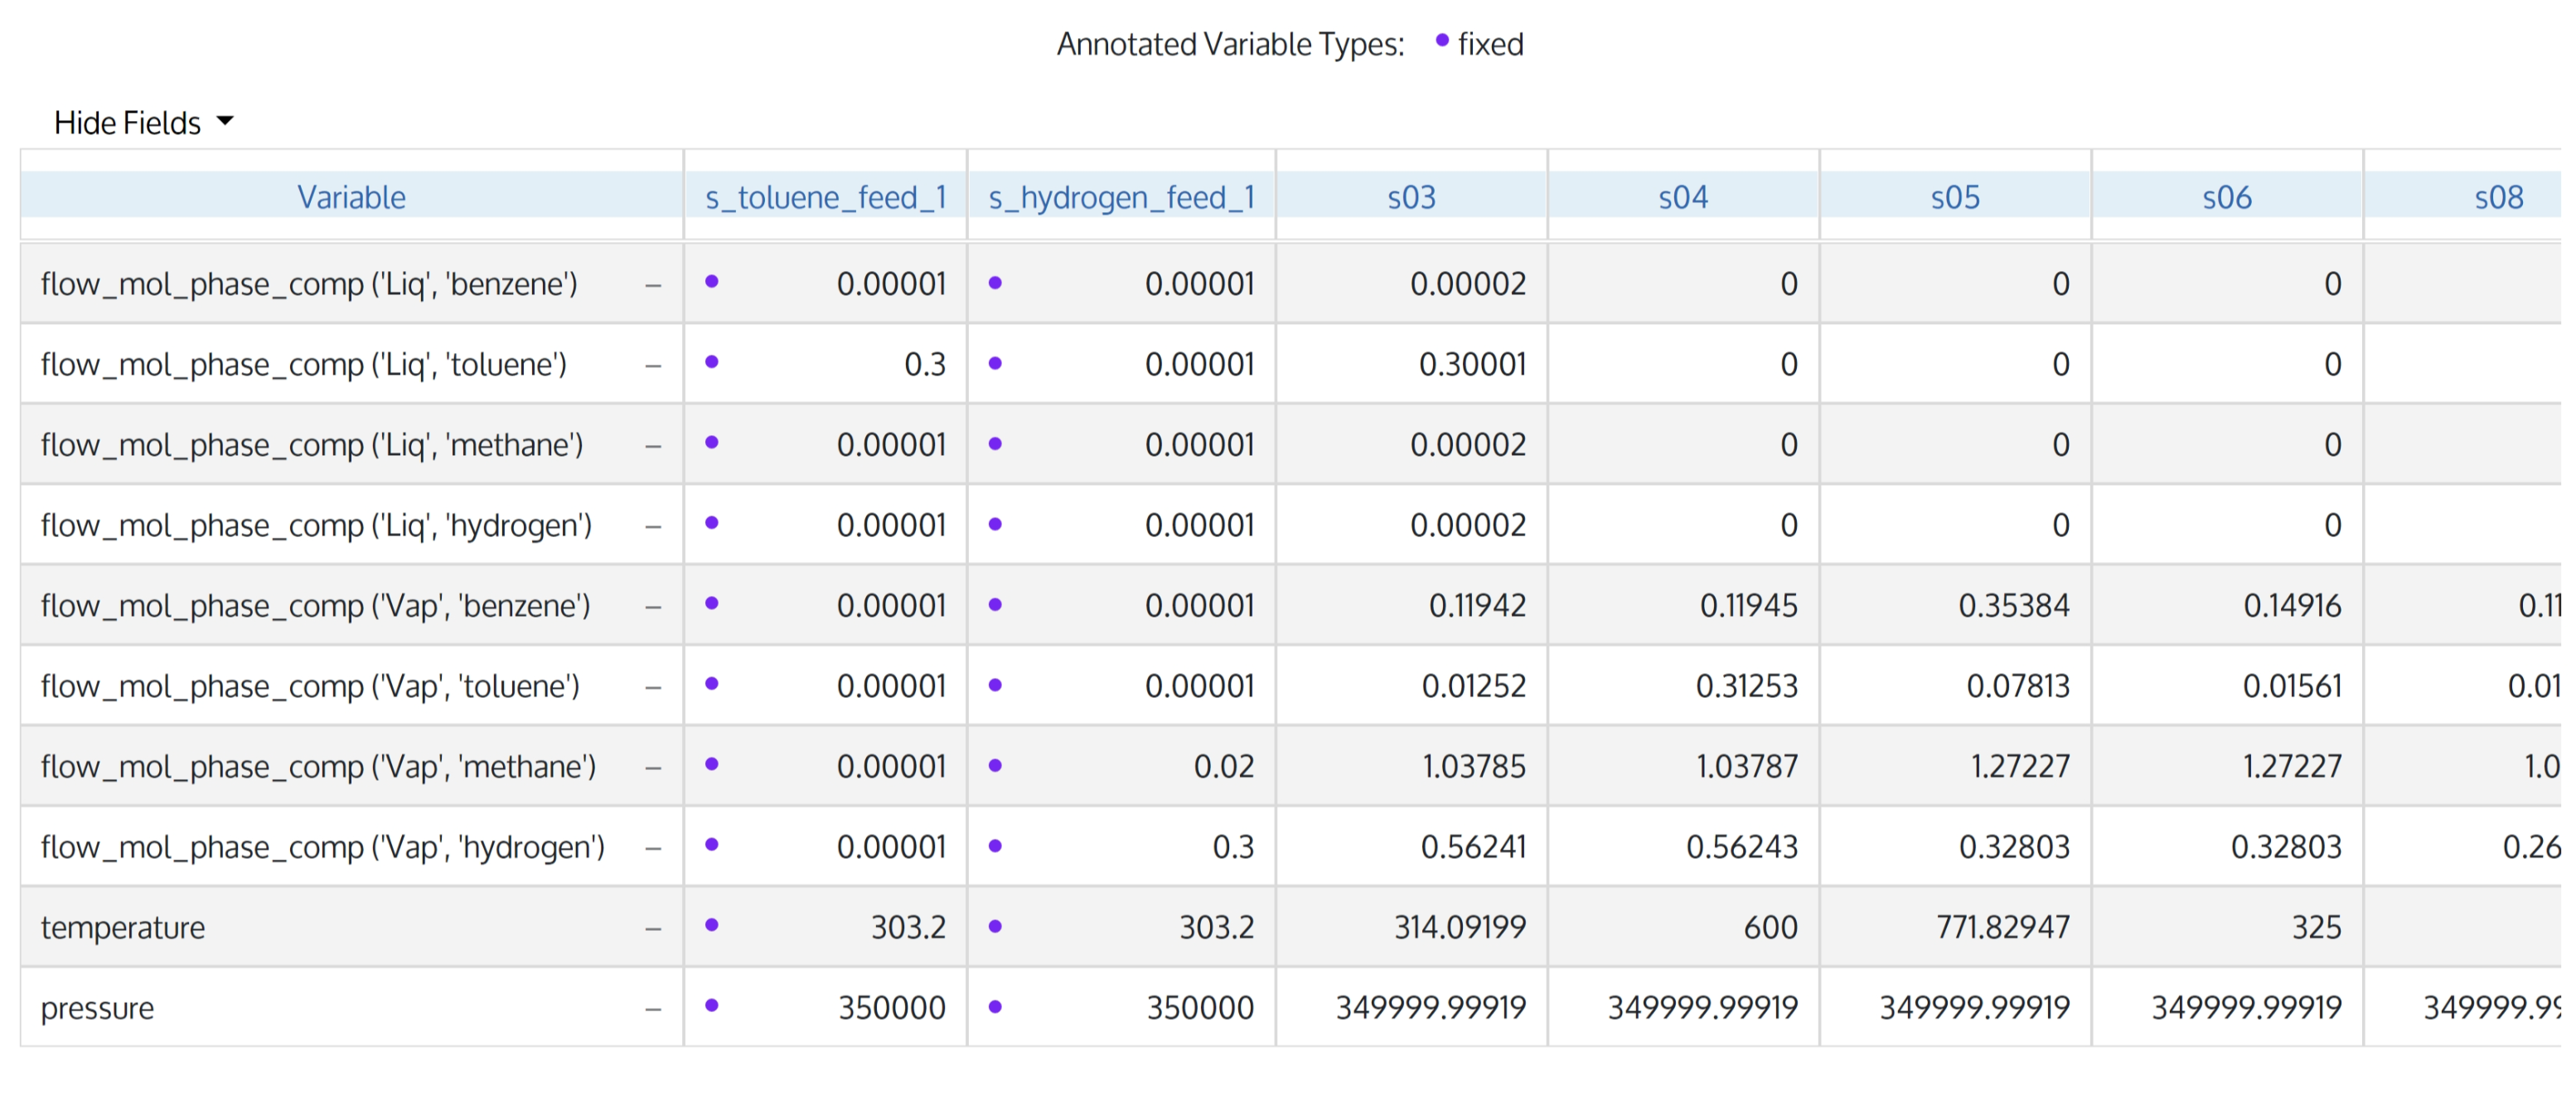 Annotated Variable Types: • fixed
Hide Fields
Variable s_toluene_feed_1 s_hydrogen_feed_1 s03 s04 s05 s06 s08
flow_mol_phase_comp ('Liq', 'benzene') – • 0.00001 • 0.00001 0.00002 0 0 0
flow_mol_phase_comp ('Liq', 'toluene') – • 0.3 • 0.00001 0.30001 0 0 0
flow_mol_phase_comp ('Liq', 'methane') – • 0.00001 • 0.00001 0.00002 0 0 0
flow_mol_phase_comp ('Liq', 'hydrogen') – • 0.00001 • 0.00001 0.00002 0 0 0
flow_mol_phase_comp ('Vap', 'benzene') – • 0.00001 • 0.00001 0.11942 0.11945 0.35384 0.14916 0.11
flow_mol_phase_comp ('Vap', 'toluene') – • 0.00001 • 0.00001 0.01252 0.31253 0.07813 0.01561 0.01
flow_mol_phase_comp ('Vap', 'methane') – • 0.00001 • 0.02 1.03785 1.03787 1.27227 1.27227 1.0
flow_mol_phase_comp ('Vap', 'hydrogen') – • 0.00001 • 0.3 0.56241 0.56243 0.32803 0.32803 0.26
temperature – • 303.2 • 303.2 314.09199 600 771.82947 325
pressure – • 350000 • 350000 349999.99919 349999.99919 349999.99919 349999.99919 349999.99